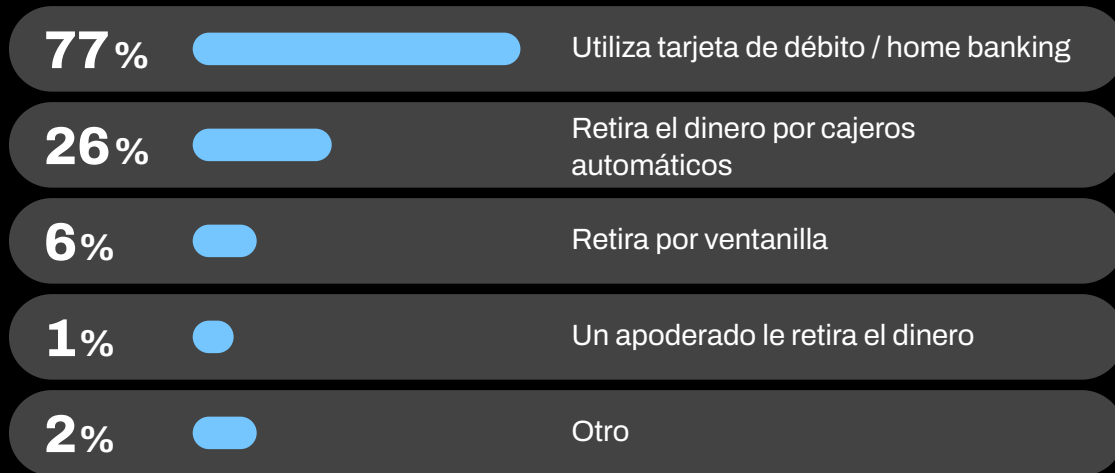 77% Utiliza tarjeta de débito / home banking
26% Retira el dinero por cajeros
automáticos
6% Retira por ventanilla
1% Un apoderado le retira el dinero
2% Otro